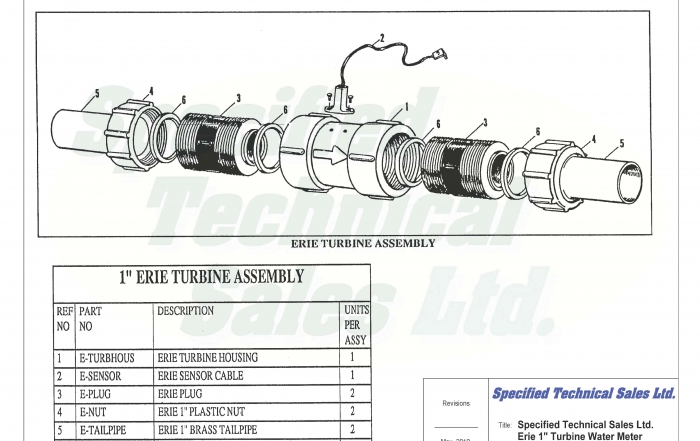 2
5
4
6
3
6
1
6
3
6
4
5
Specified
Technical
Sales Ltd.
ERIE TURBINE ASSEMBLY
1" ERIE TURBINE ASSEMBLY
REF NO PART NO DESCRIPTION UNITS PER ASSY
1 E-TURBHOUS ERIE TURBINE HOUSING 1
2 E-SENSOR ERIE SENSOR CABLE 1
3 E-PLUG ERIE PLUG 2
4 E-NUT ERIE 1" PLASTIC NUT 2
5 E-TAILPIPE ERIE 1" BRASS TAILPIPE 2
Revisions
Specified Technical Sales Ltd.
Title: Specified Technical Sales Ltd.
Erie 1" Turbine Water Meter